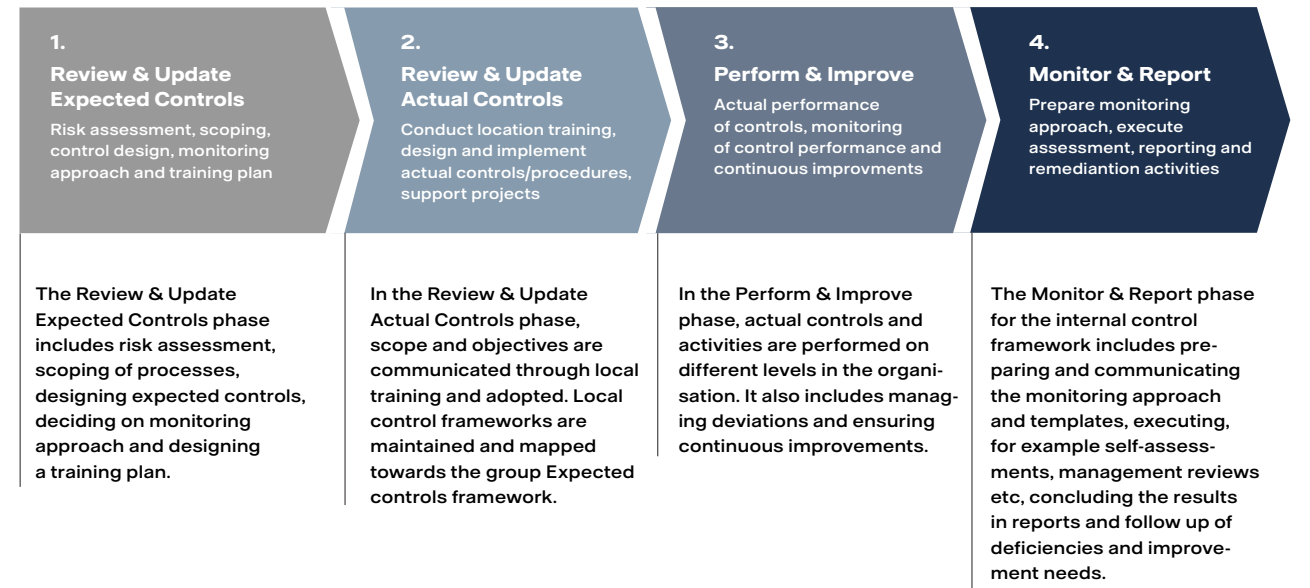 1.
Review & Update
Expected Controls
Risk assessment, scoping,
control design, monitoring
approach and training plan
2.
Review & Update
Actual Controls
Conduct location training,
design and implement
actual controls/procedures,
support projects
3.
Perform & Improve
Actual performance
of controls, monitoring
of control performance and
continuous improvments
4.
Monitor & Report
Prepare monitoring
approach, execute
assessment, reporting and
remediantion activities
The Review & Update
Expected Controls phase
includes risk assessment,
scoping of processes,
designing expected controls,
deciding on monitoring
approach and designing
a training plan.
In the Review & Update
Actual Controls phase,
scope and objectives are
communicated through local
training and adopted. Local
control frameworks are
maintained and mapped
towards the group Expected
controls framework.
In the Perform & Improve
phase, actual controls and
activities are performed on
different levels in the organi-
sation. It also includes manag-
ing deviations and ensuring
continuous improvements.
The Monitor & Report phase
for the internal control
framework includes pre-
paring and communicating
the monitoring approach
and templates, executing,
for example self-assess-
ments, management reviews
etc, concluding the results
in reports and follow up of
deficiencies and improve-
ment needs.